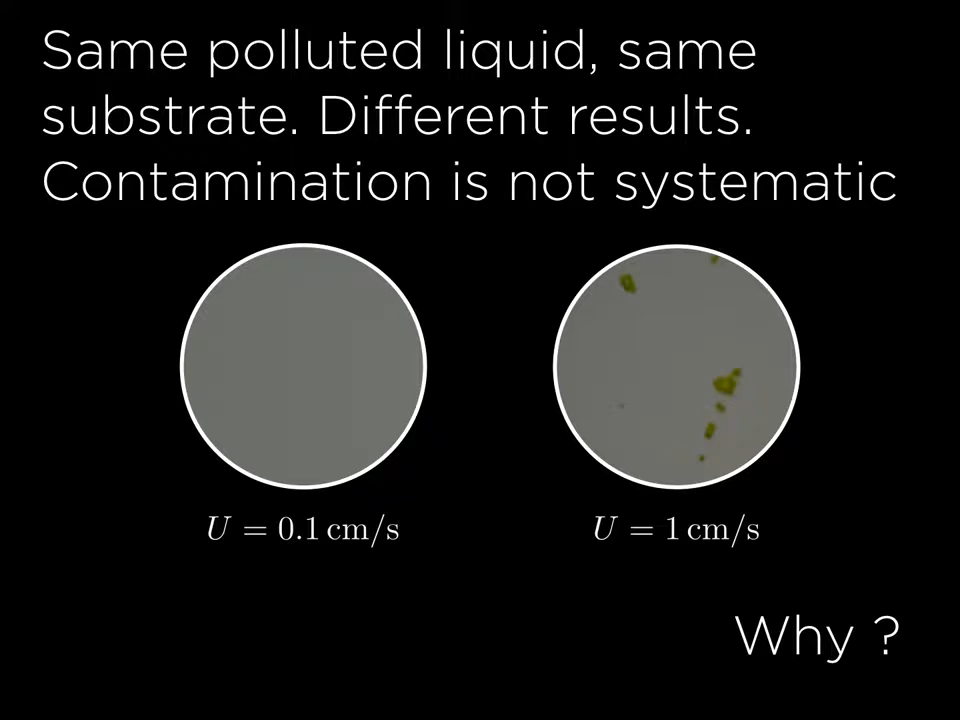 Same polluted liquid, same
substrate. Different results.
Contamination is not systematic
U = 0.1 cm/s
U = 1 cm/s
Why ?